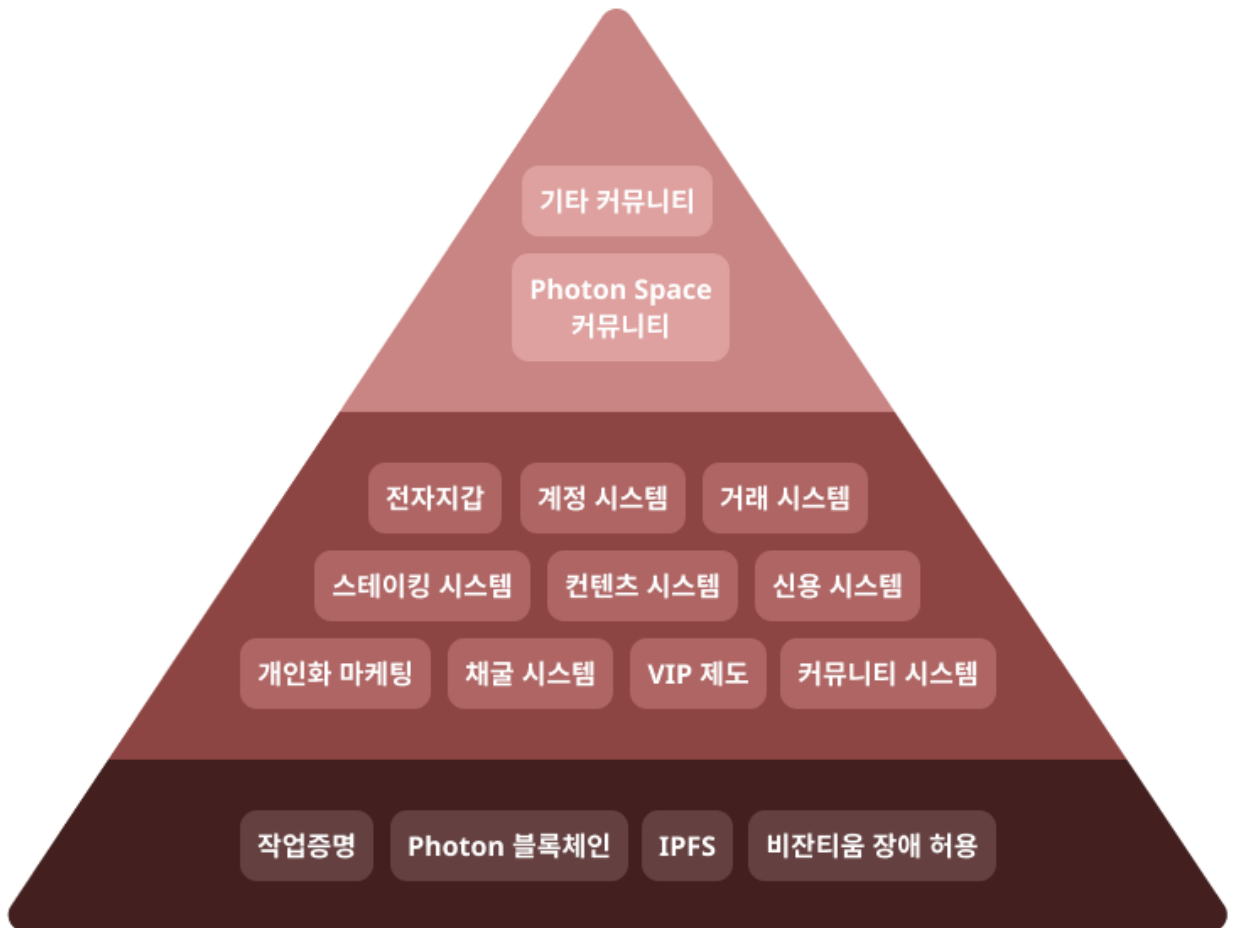 기타 커뮤니티
Photon Space
커뮤니티
전자지갑 계정 시스템 거래 시스템
스테이킹 시스템 컨텐츠 시스템 신용 시스템
개인화 마케팅 채굴 시스템 VIP 제도 커뮤니티 시스템
작업증명 Photon 블록체인 IPFS 비잔티움 장애 허용